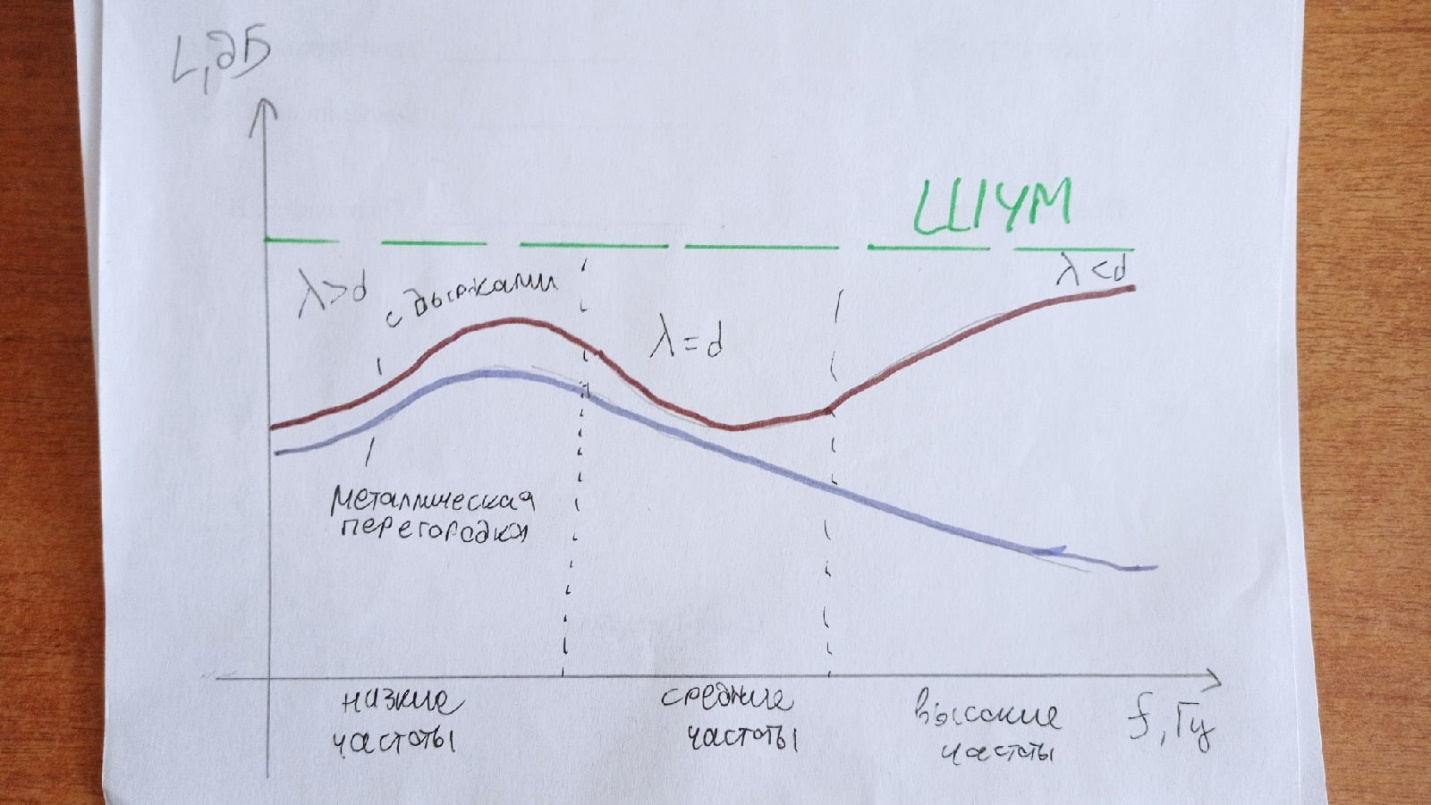 L, дБ
ШУМ
λ>d
с дырками
λ=d
λ<d
металлическая
перегородка
низкие
частоты
средние
частоты
высокие
частоты
f, Гц